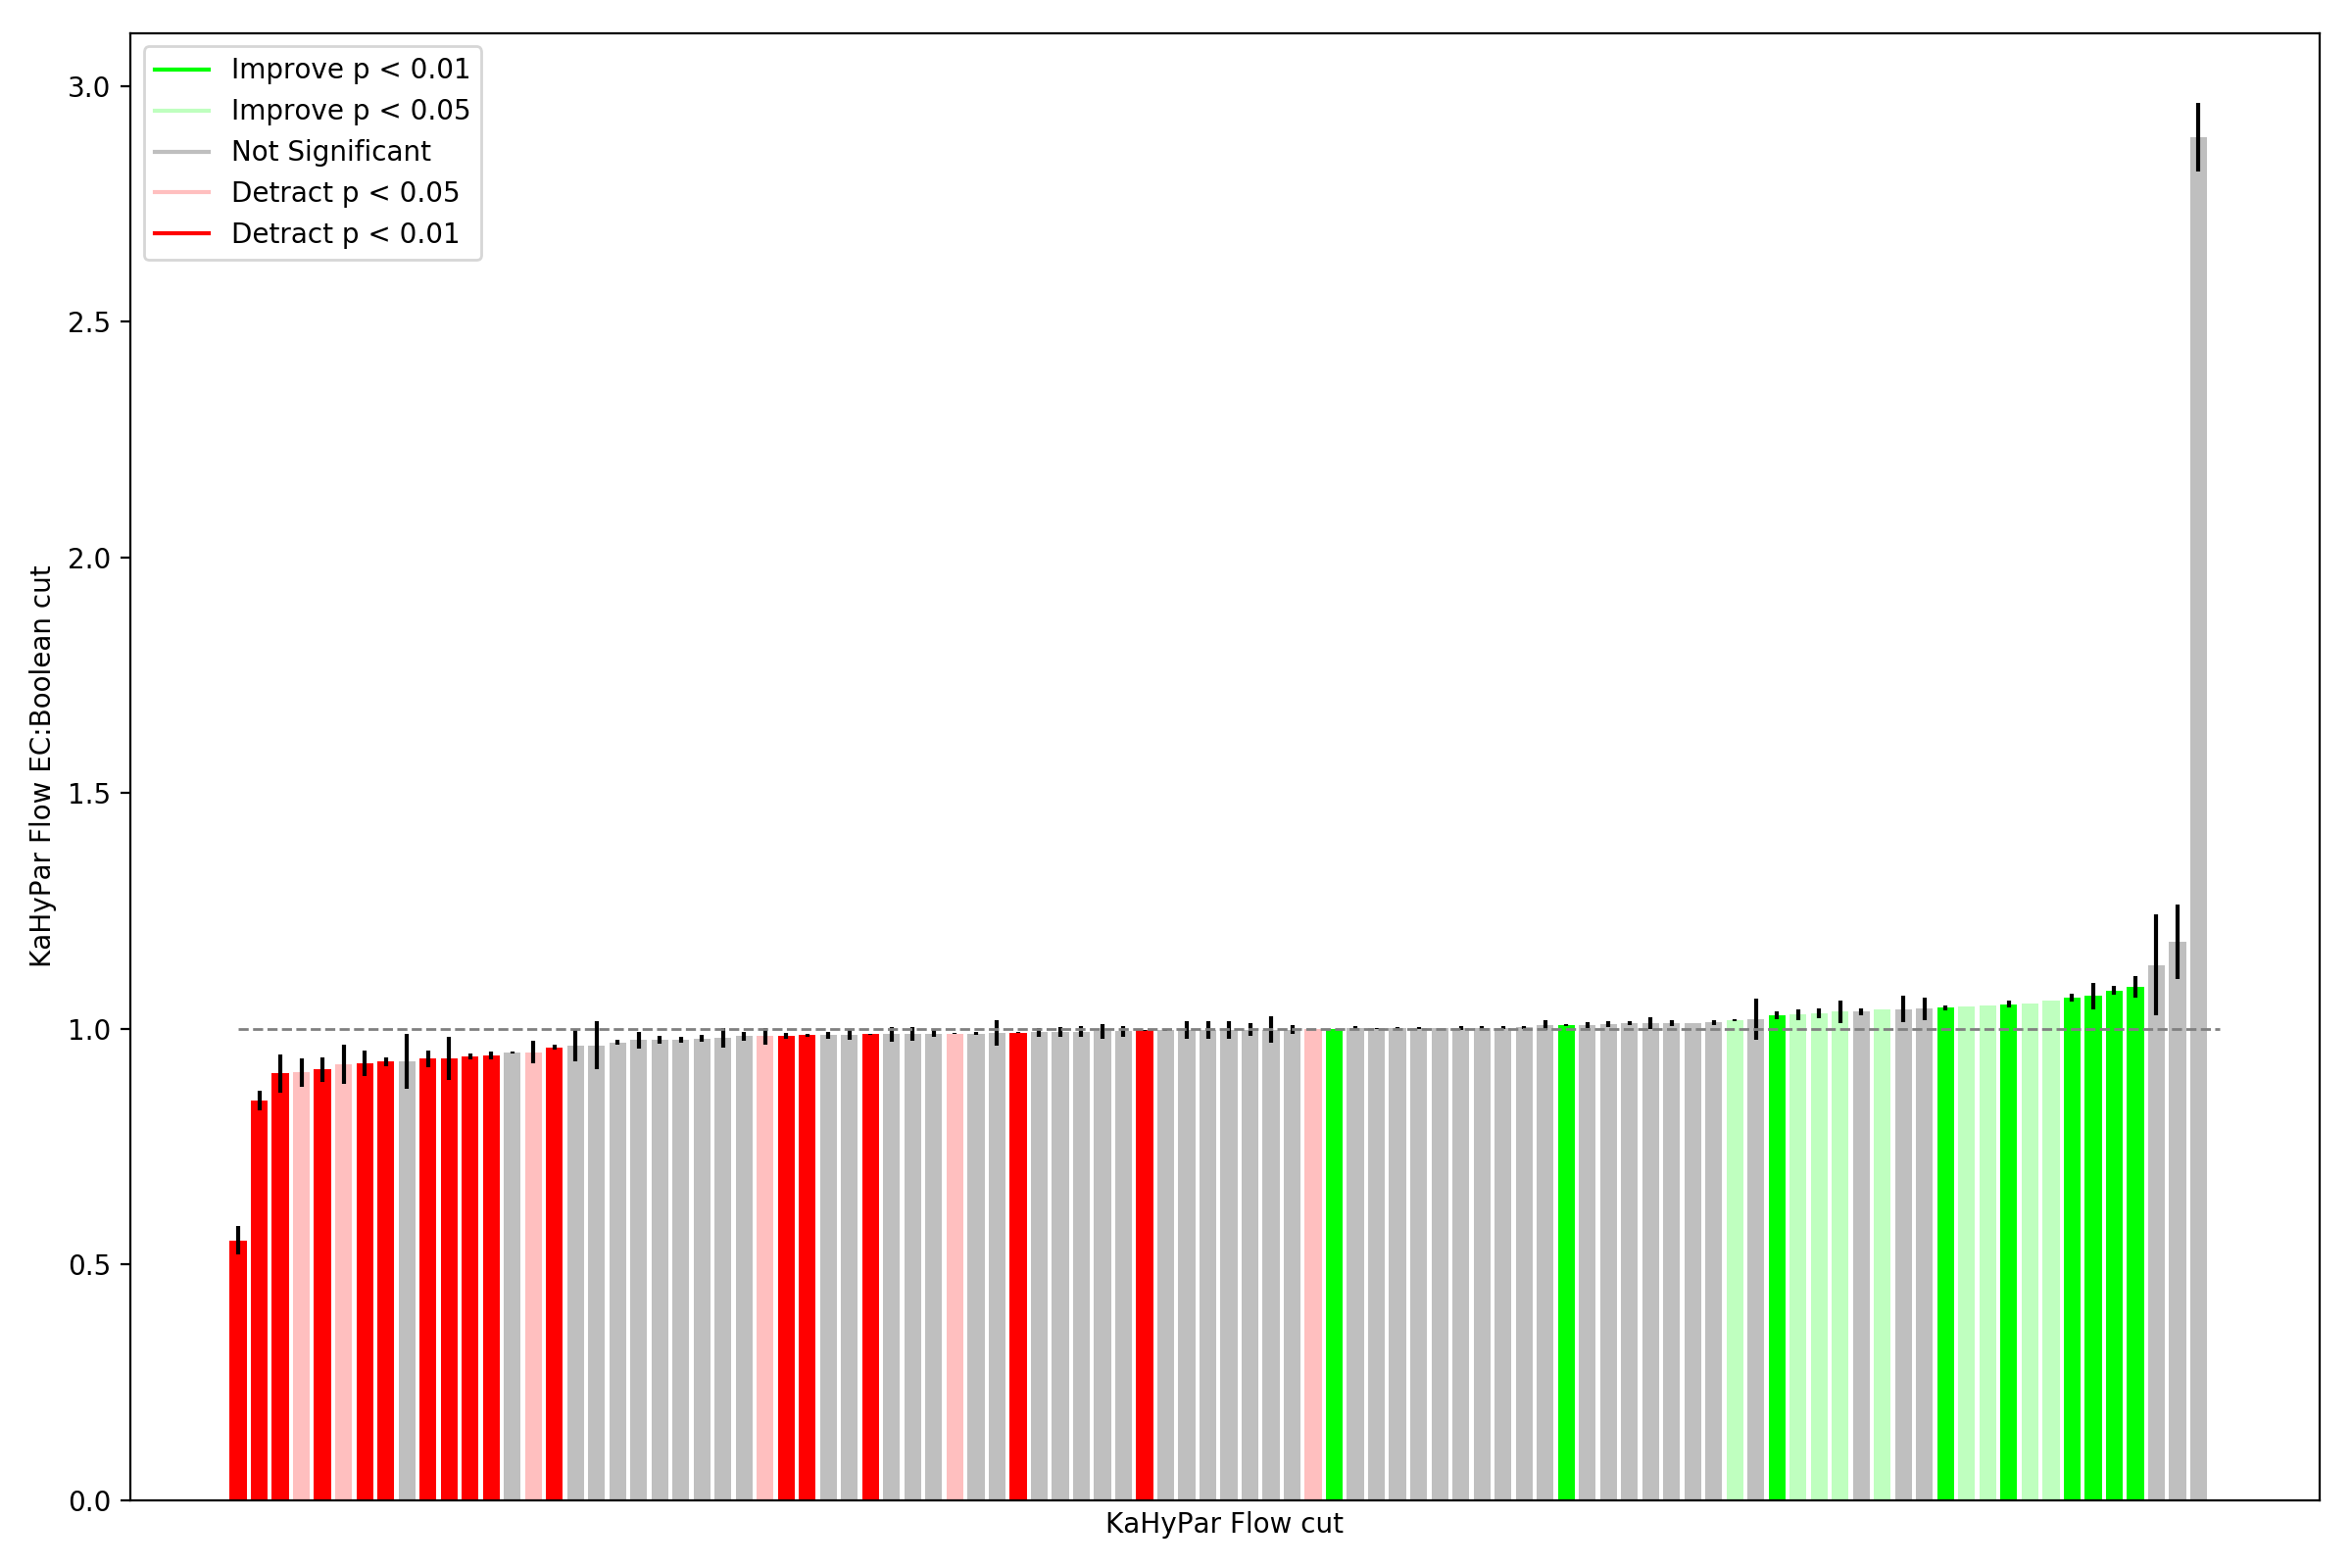 Improve p < 0.01
Improve p < 0.05
Not Significant
Detract p < 0.05
Detract p < 0.01
3.0
2.5
2.0
1.5
1.0
0.5
0.0
KaHyPar Flow EC:Boolean cut
KaHyPar Flow cut